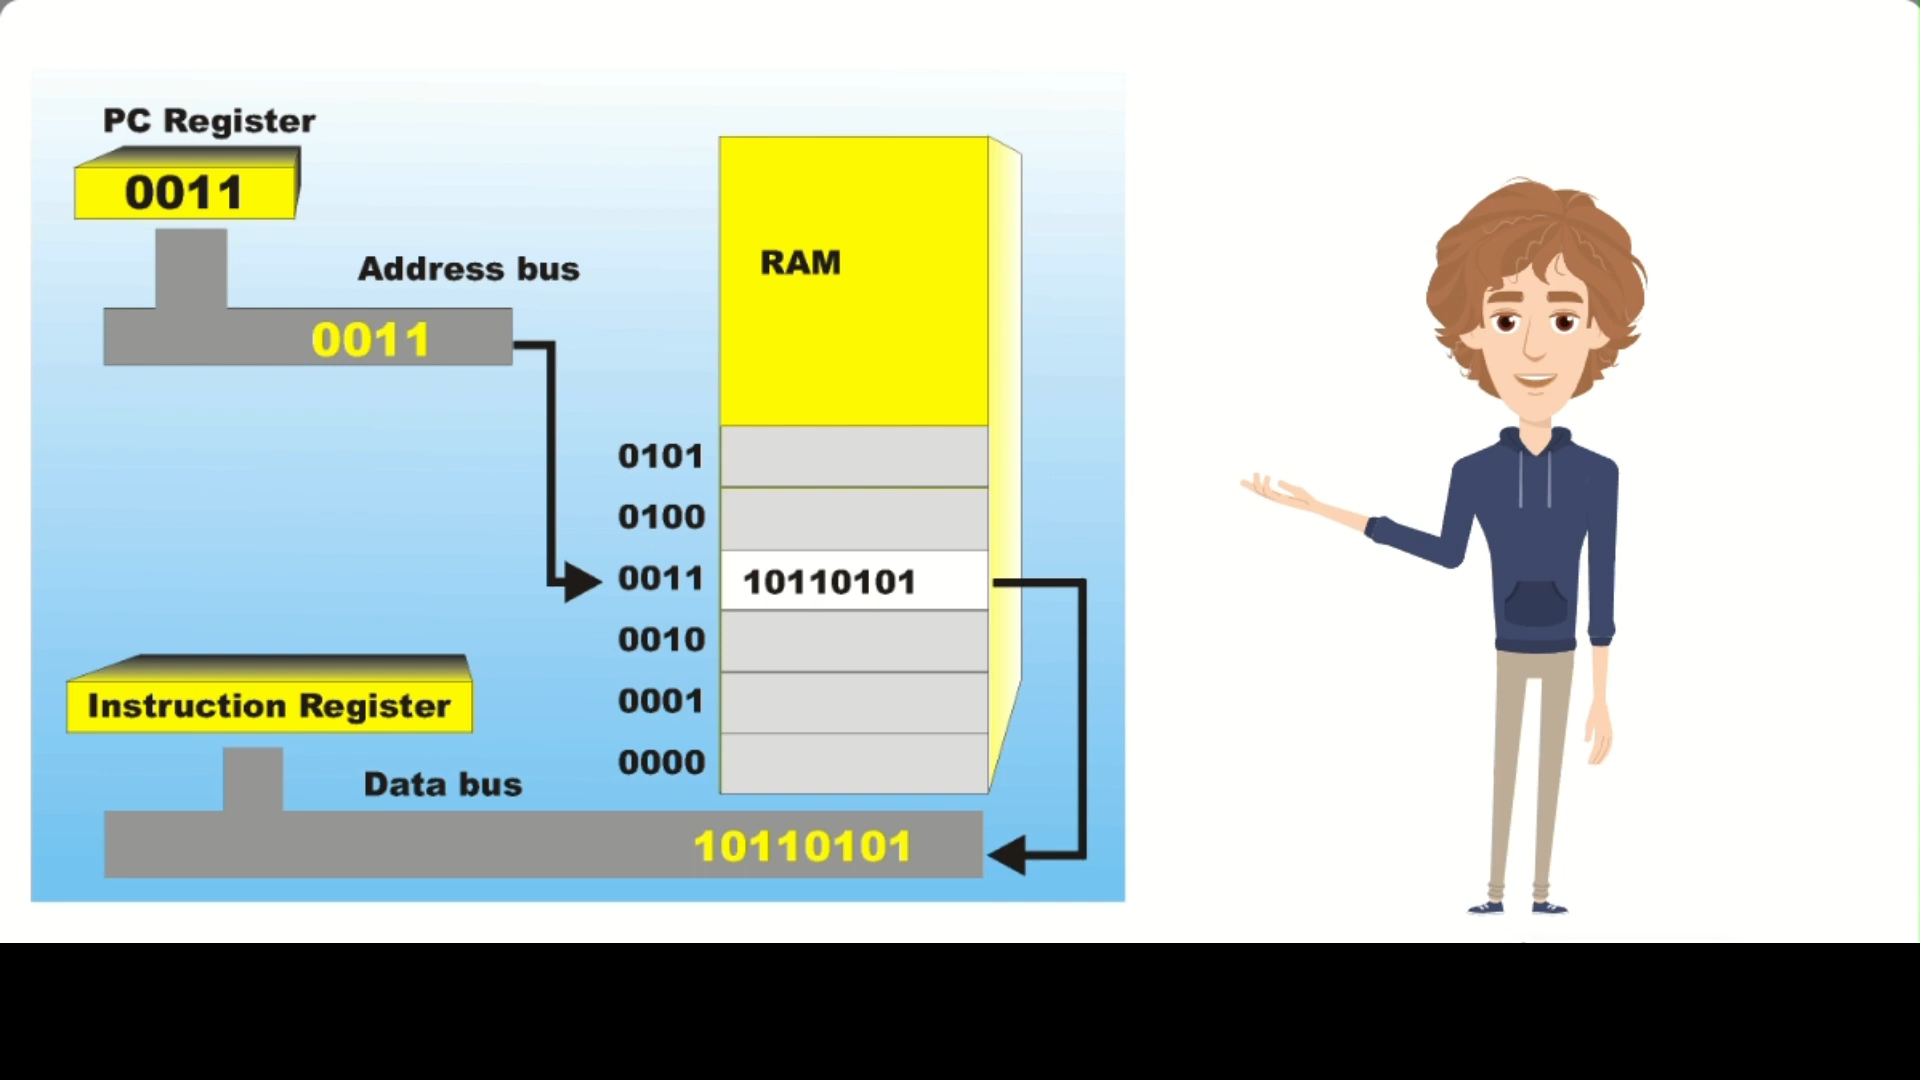 PC Register
0011
Address bus
0011
RAM
0101
0100
0011 10110101
0010
0001
0000
Instruction Register
Data bus
10110101